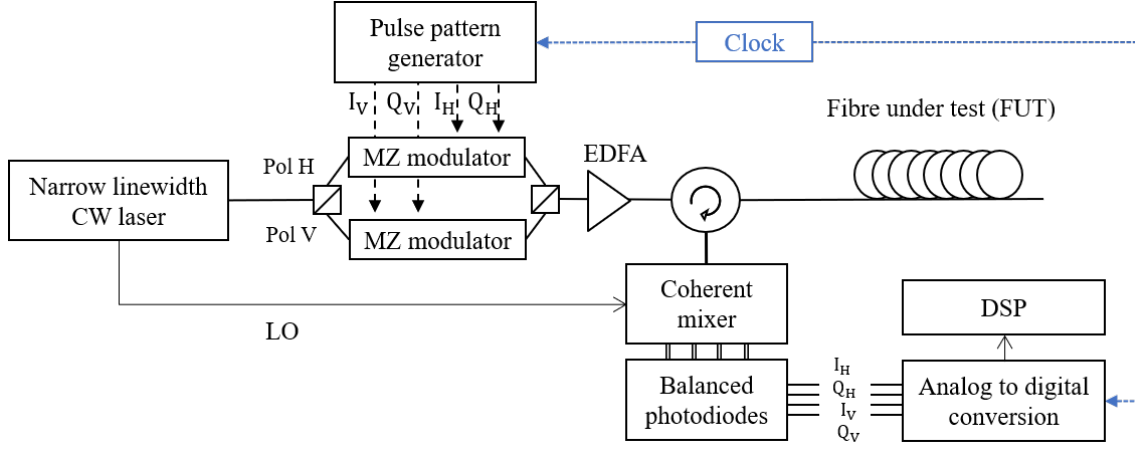 Pulse pattern
generator
Clock
I_V Q_V I_H Q_H
Fibre under test (FUT)
EDFA
Pol H
MZ modulator
Narrow linewidth
CW laser
Pol V
MZ modulator
Coherent
mixer
DSP
LO
Balanced
photodiodes
I_H
Q_H
I_V
Q_V
Analog to digital
conversion